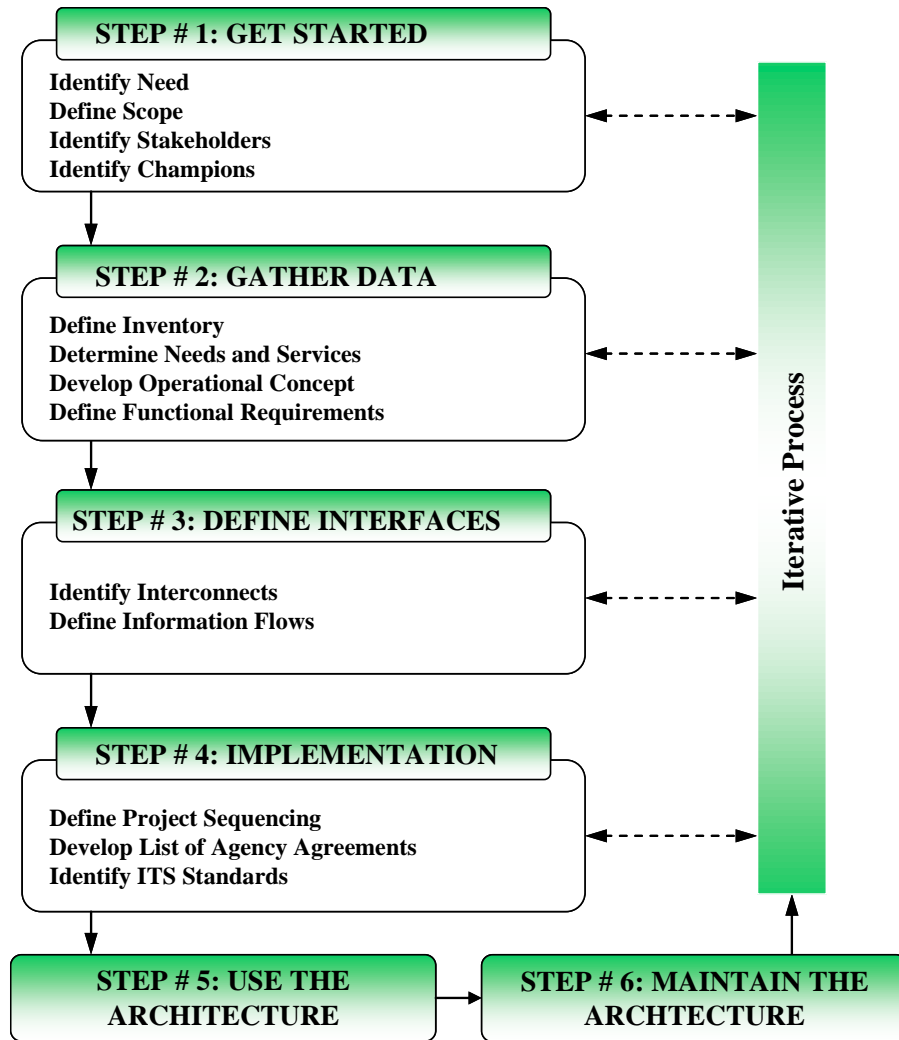 STEP # 1: GET STARTED
Identify Need
Define Scope
Identify Stakeholders
Identify Champions
STEP # 2: GATHER DATA
Define Inventory
Determine Needs and Services
Develop Operational Concept
Define Functional Requirements
STEP # 3: DEFINE INTERFACES
Identify Interconnects
Define Information Flows
STEP # 4: IMPLEMENTATION
Define Project Sequencing
Develop List of Agency Agreements
Identify ITS Standards
STEP # 5: USE THE
ARCHITECTURE
STEP # 6: MAINTAIN THE
ARCHTECTURE
Iterative Process